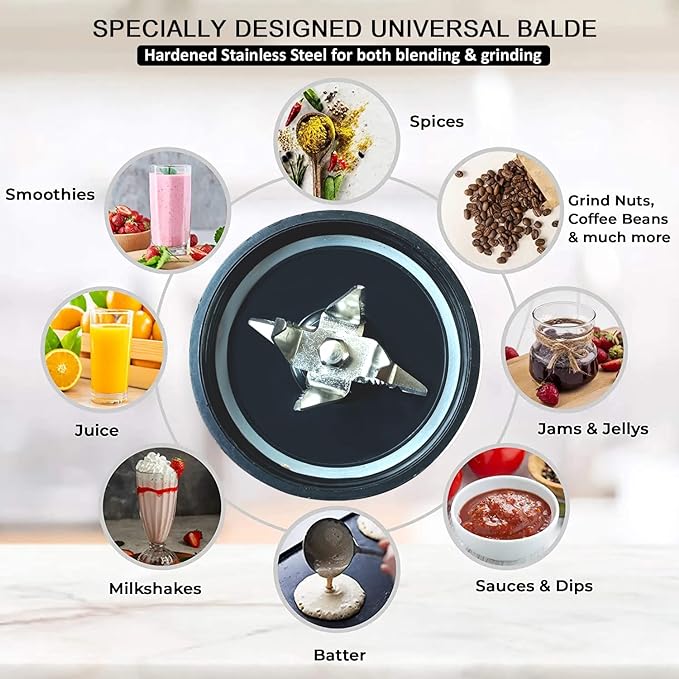 SPECIALLY DESIGNED UNIVERSAL BALDE
Hardened Stainless Steel for both blending & grinding
Spices
Smoothies
Grind Nuts,
Coffee Beans
& much more
Juice
Jams & Jellys
Milkshakes
Sauces & Dips
Batter